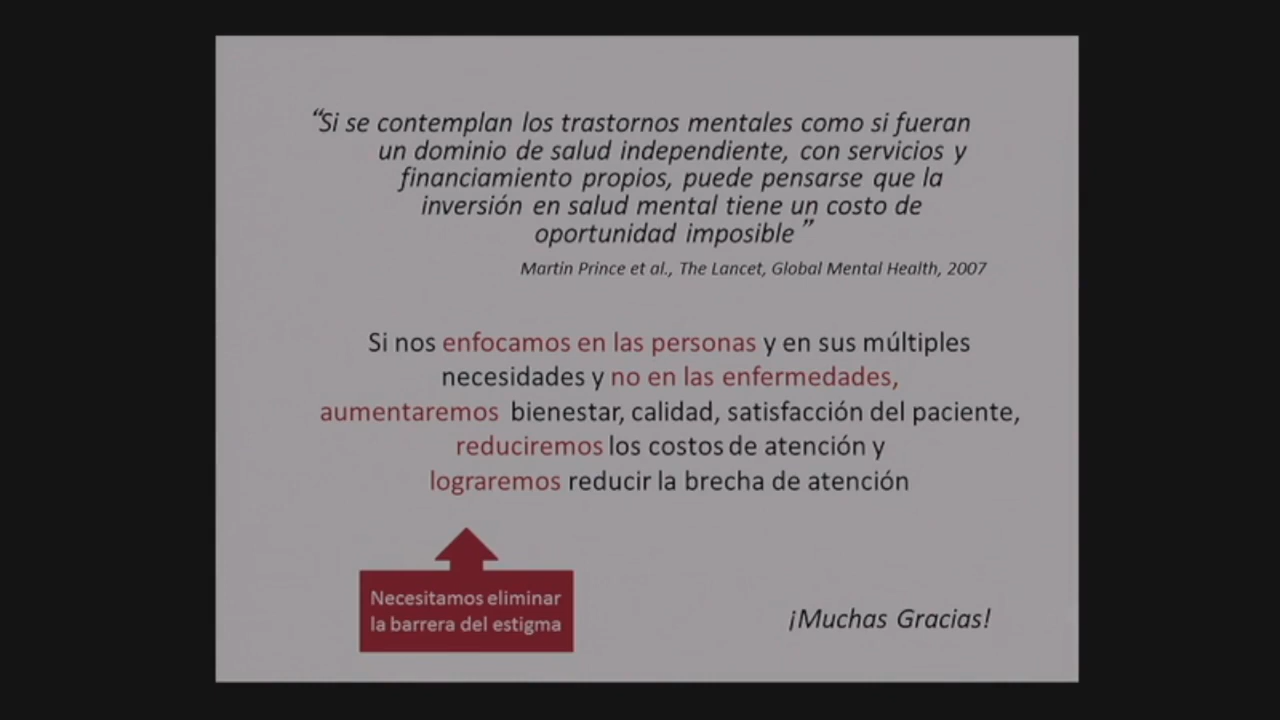 “Si se contemplan los trastornos mentales como si fueran
un dominio de salud independiente, con servicios y
financiamiento propios, puede pensarse que la
inversión en salud mental tiene un costo de
oportunidad imposible ”
Martin Prince et al., The Lancet, Global Mental Health, 2007
Si nos enfocamos en las personas y en sus múltiples
necesidades y no en las enfermedades,
aumentaremos bienestar, calidad, satisfacción del paciente,
reduciremos los costos de atención y
lograremos reducir la brecha de atención
Necesitamos eliminar
la barrera del estigma
¡Muchas Gracias!